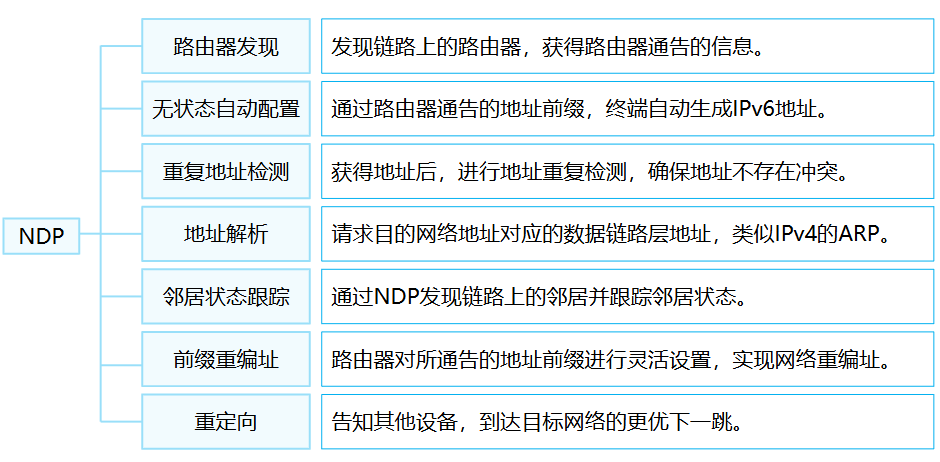 路由器发现
发现链路上的路由器，获得路由器通告的信息。
无状态自动配置
通过路由器通告的地址前缀，终端自动生成IPv6地址。
重复地址检测
获得地址后，进行地址重复检测，确保地址不存在冲突。
NDP
地址解析
请求目的网络地址对应的数据链路层地址，类似IPv4的ARP。
邻居状态跟踪
通过NDP发现链路上的邻居并跟踪邻居状态。
前缀重编址
路由器对所通告的地址前缀进行灵活设置，实现网络重编址。
重定向
告知其他设备，到达目标网络的更优下一跳。